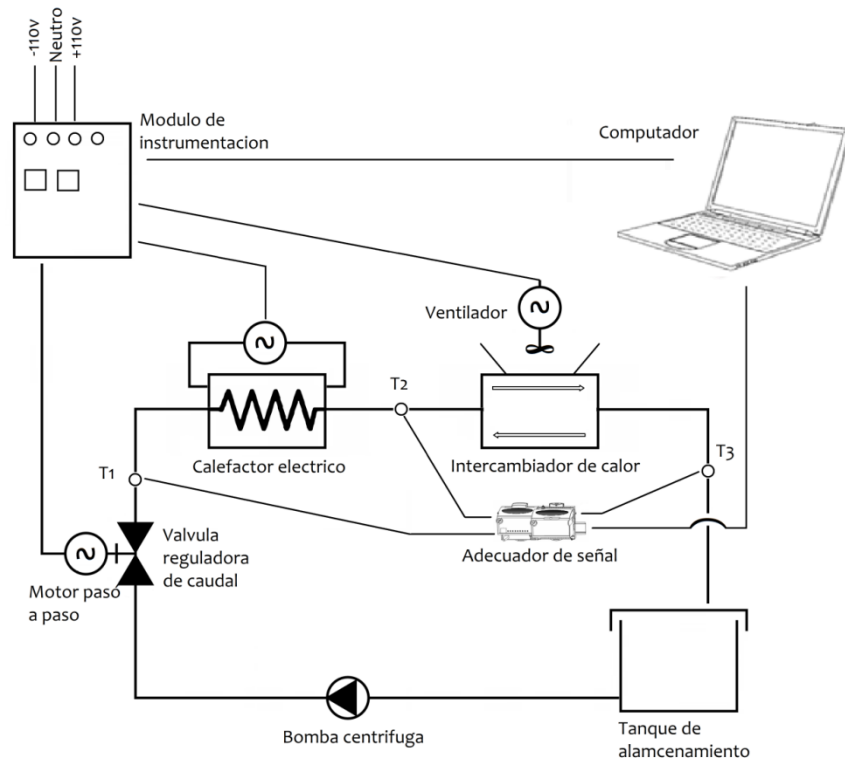 -110v
Neutro
+110v
Modulo de
instrumentacion
Computador
Ventilador
T2
Calefactor electrico
Intercambiador de calor
T3
T1
Adecuador de señal
Valvula
reguladora
de caudal
Motor paso
a paso
Bomba centrifuga
Tanque de
alamcenamiento